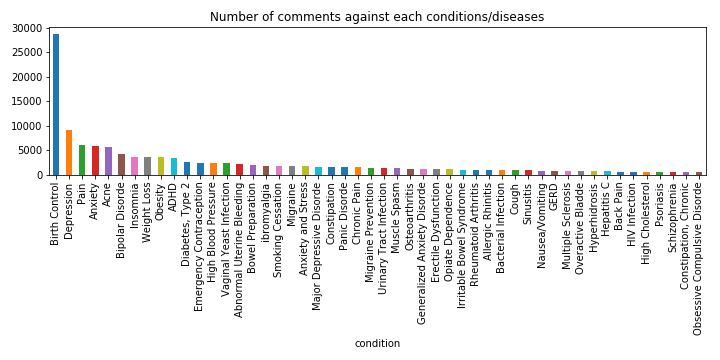 Number of comments against each conditions/diseases
30000
25000
20000
15000
10000
5000
0
Birth Control
Depression
Pain
Anxiety
Acne
Bipolar Disorde
Insomnia
Weight Loss
Obesity
ADHD
Diabetes, Type 2
Emergency Contraception
High Blood Pressure
Vaginal Yeast Infection
Abnormal Uterine Bleeding
Bowel Preparation
ibromyalgia
Smoking Cessation
Migraine
Anxiety and Stress
Major Depressive Disorde
Constipation
Panic Disorde
Chronic Pain
Migraine Prevention
Urinary Tract Infection
Muscle Spasm
Osteoarthritis
Generalized Anxiety Disorde
Erectile Dysfunction
Opiate Dependence
Irritable Bowel Syndrome
Rheumatoid Arthritis
Allergic Rhinitis
Bacterial Infection
Cough
Sinusitis
Nausea/Vomiting
GERD
Multiple Sclerosis
Overactive Bladde
Hyperhidrosis
Hepatitis C
Back Pain
HIV Infection
High Cholesterol
Psoriasis
Schizophrenia
Constipation, Chronic
Obsessive Compulsive Disorde
condition